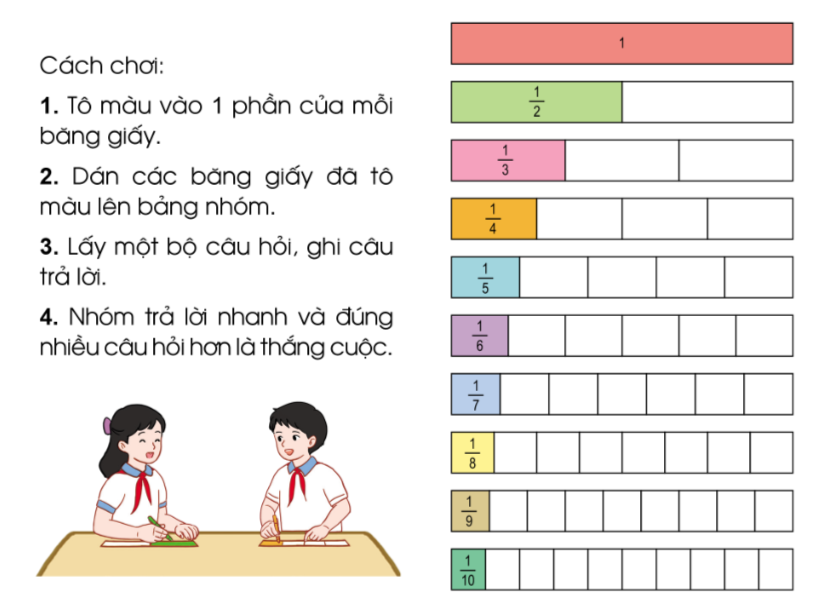 Cách chơi:
1. Tô màu vào 1 phần của mỗi
băng giấy.
2. Dán các băng giấy đã tô
màu lên bảng nhóm.
3. Lấy một bộ câu hỏi, ghi câu
trả lời.
4. Nhóm trả lời nhanh và đúng
nhiều câu hỏi hơn là thắng cuộc.
1
1/2
1/3
1/4
1/5
1/6
1/7
1/8
1/9
1/10